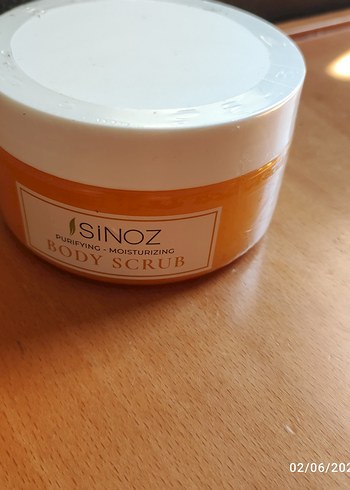 SiNOZ
PURIFYING - MOISTURIZING
BODY SCRUB
02/06/202